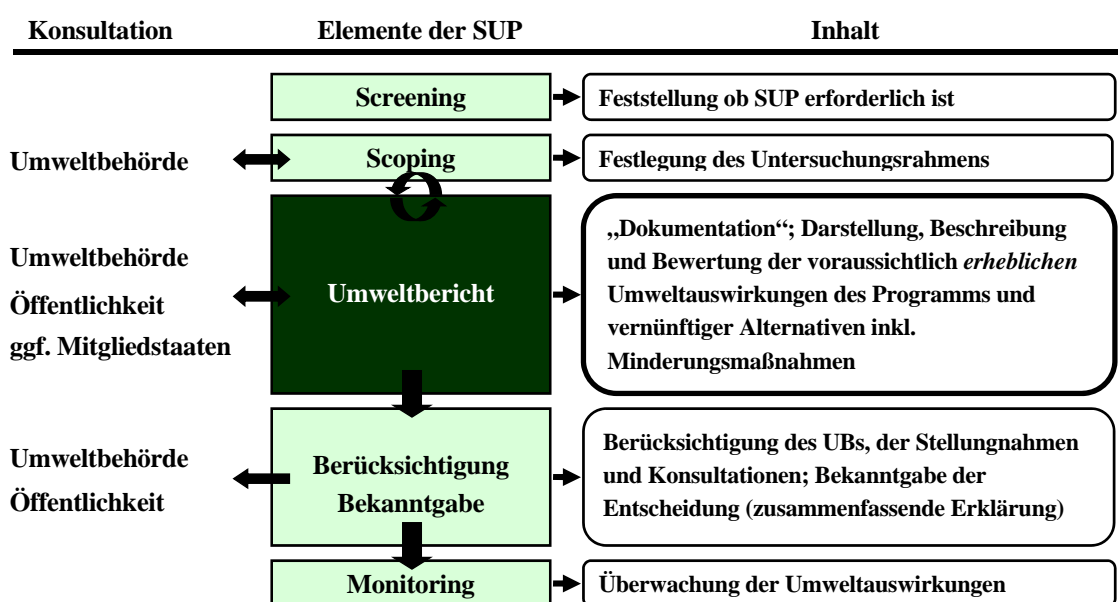 Konsultation Elemente der SUP Inhalt
Screening Feststellung ob SUP erforderlich ist
Umweltbehörde Scoping Festlegung des Untersuchungsrahmens
Umweltbehörde
Öffentlichkeit
ggf. Mitgliedstaaten
Umweltbericht
„Dokumentation“; Darstellung, Beschreibung
und Bewertung der voraussichtlich erheblichen
Umweltauswirkungen des Programms und
vernünftiger Alternativen inkl.
Minderungsmaßnahmen
Umweltbehörde
Öffentlichkeit
Berücksichtigung
Bekanntgabe
Berücksichtigung des UBs, der Stellungnahmen
und Konsultationen; Bekanntgabe der
Entscheidung (zusammenfassende Erklärung)
Monitoring Überwachung der Umweltauswirkungen